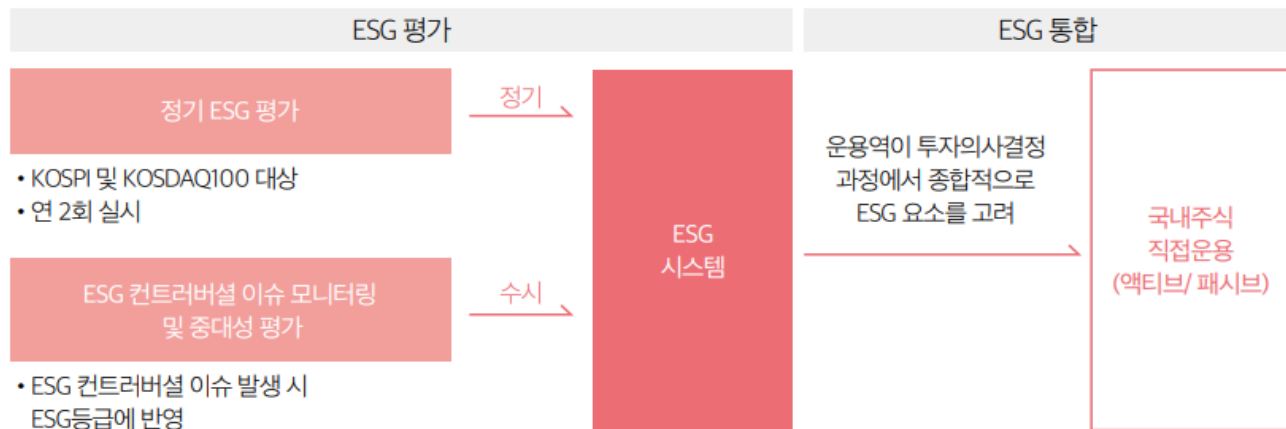 ESG 평가
ESG 통합
정기 ESG 평가
정기
• KOSPI 및 KOSDAQ100 대상
• 연 2회 실시
ESG 컨트러버셜 이슈 모니터링
및 중대성 평가
수시
• ESG 컨트러버셜 이슈 발생 시
ESG등급에 반영
ESG
시스템
운용역이 투자의사결정
과정에서 종합적으로
ESG 요소를 고려
국내주식
직접운용
(액티브/ 패시브)